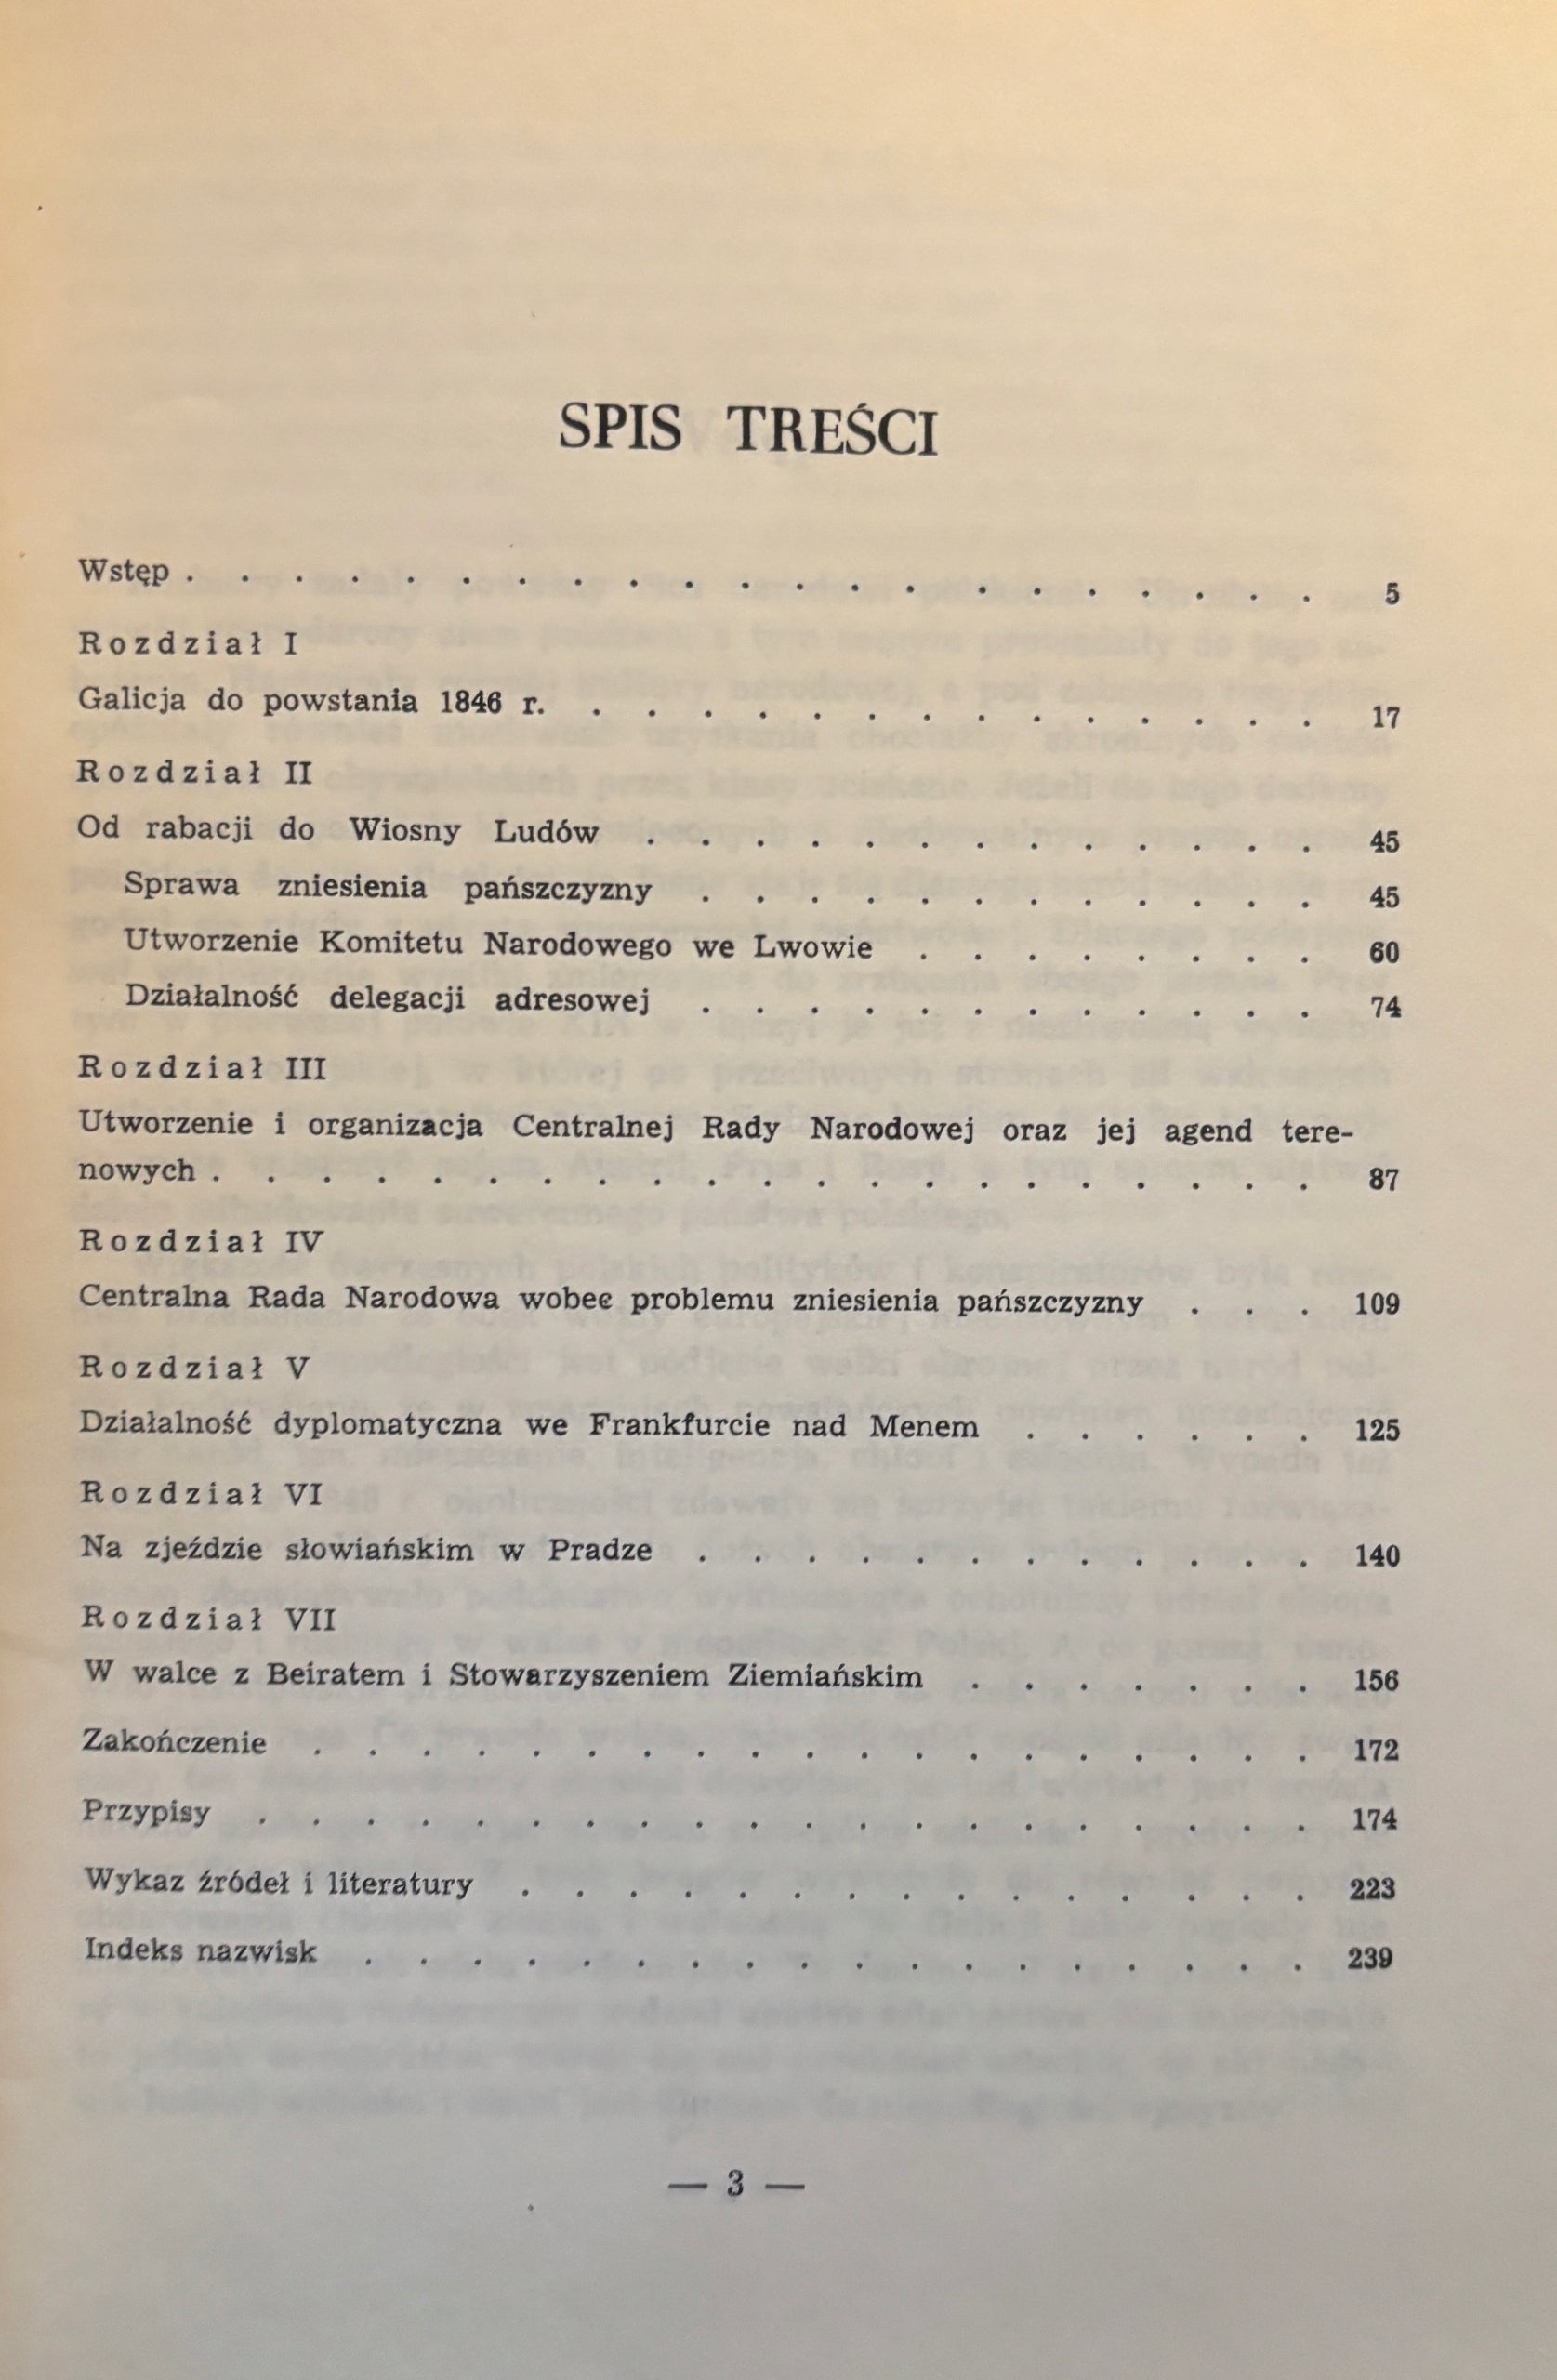 SPIS TREŚCI
Wstęp . . . . . . . . . . . . . . . . . . . . . 5
Rozdział I
Galicja do powstania 1846 r. . . . . . . . . . . . . . . 17
Rozdział II
Od rabacji do Wiosny Ludów . . . . . . . . . . . . . 45
Sprawa zniesienia pańszczyzny . . . . . . . . . . . . 45
Utworzenie Komitetu Narodowego we Lwowie . . . . . . . . 60
Działalność delegacji adresowej . . . . . . . . . . . . 74
Rozdział III
Utworzenie i organizacja Centralnej Rady Narodowej oraz jej agend tere-
nowych . . . . . . . . . . . . . . . . . . . . . 87
Rozdział IV
Centralna Rada Narodowa wobec problemu zniesienia pańszczyzny . . . 109
Rozdział V
Działalność dyplomatyczna we Frankfurcie nad Menem . . . . . . 125
Rozdział VI
Na zjeździe słowiańskim w Pradze . . . . . . . . . . . . 140
Rozdział VII
W walce z Beiratem i Stowarzyszeniem Ziemiańskim . . . . . . . 156
Zakończenie . . . . . . . . . . . . . . . . . . . 172
Przypisy . . . . . . . . . . . . . . . . . . . . 174
Wykaz źródeł i literatury . . . . . . . . . . . . . . . 223
Indeks nazwisk . . . . . . . . . . . . . . . . . . 239
— 3 —